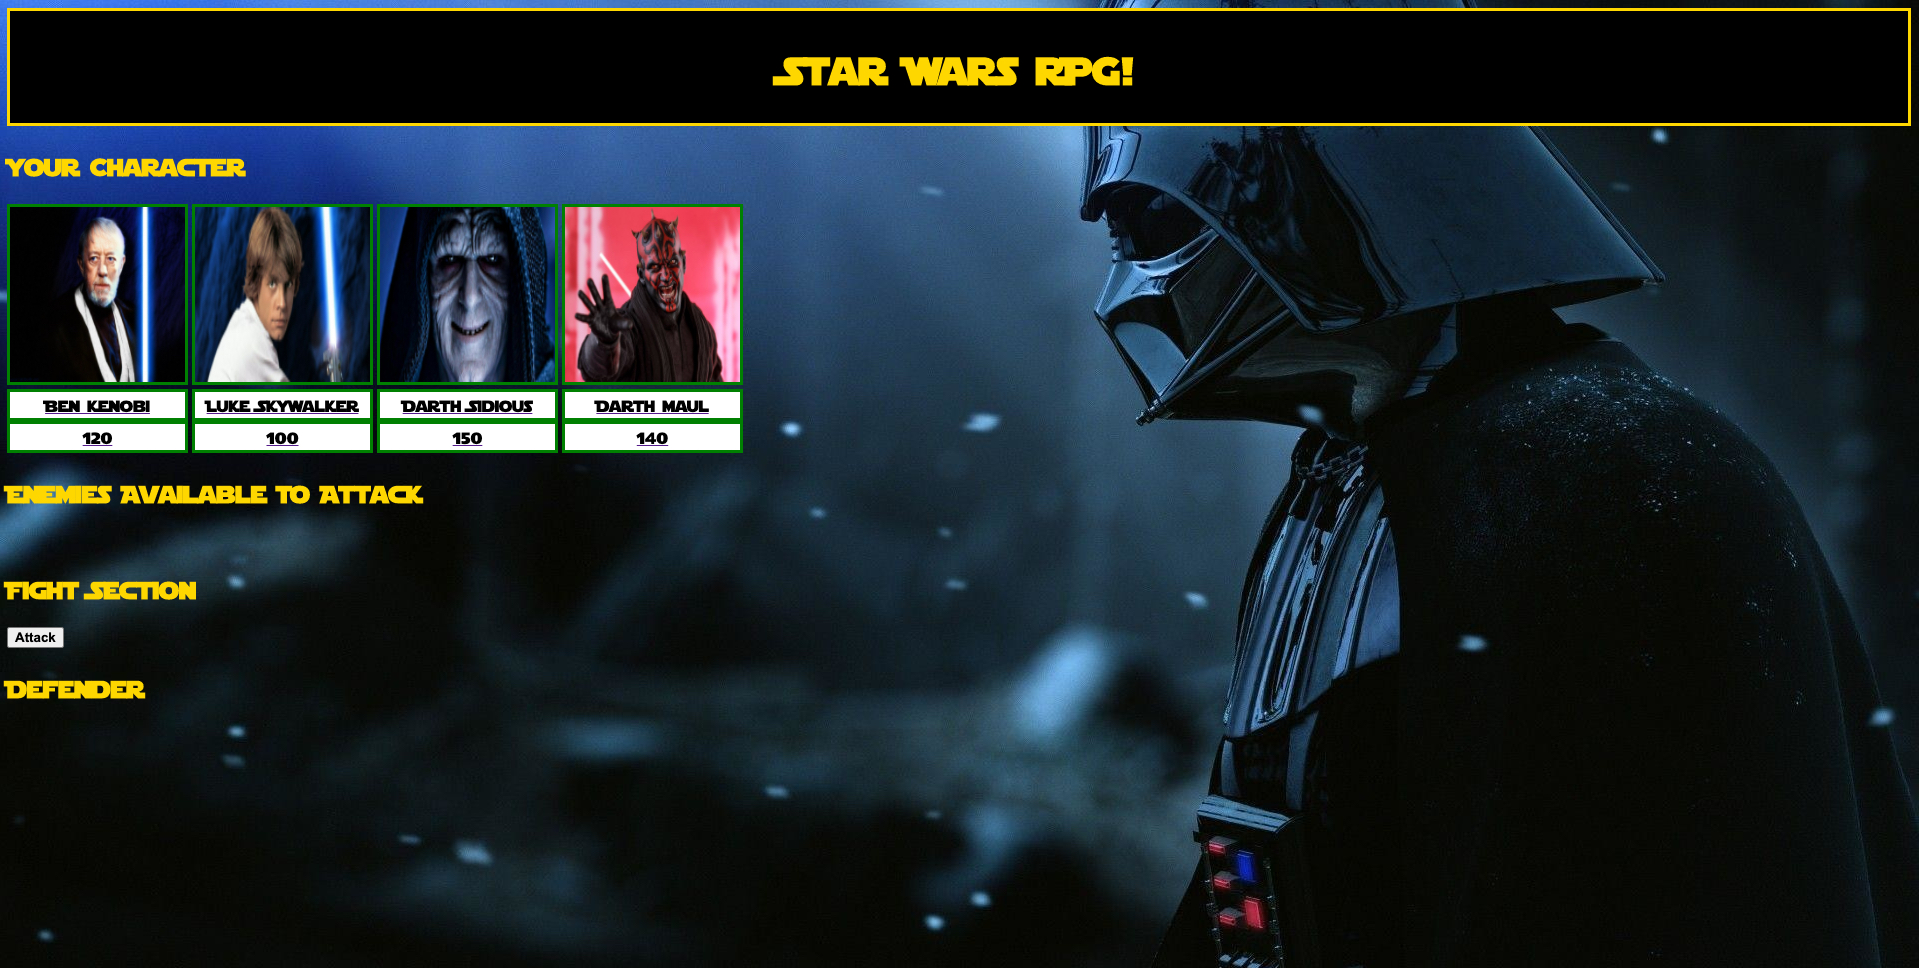 Star Wars RPG!
Your Character
Ben Kenobi Luke Skywalker Darth Sidious Darth Maul
120 100 150 140
Enemies Available To Attack
Fight Section
Attack
Defender